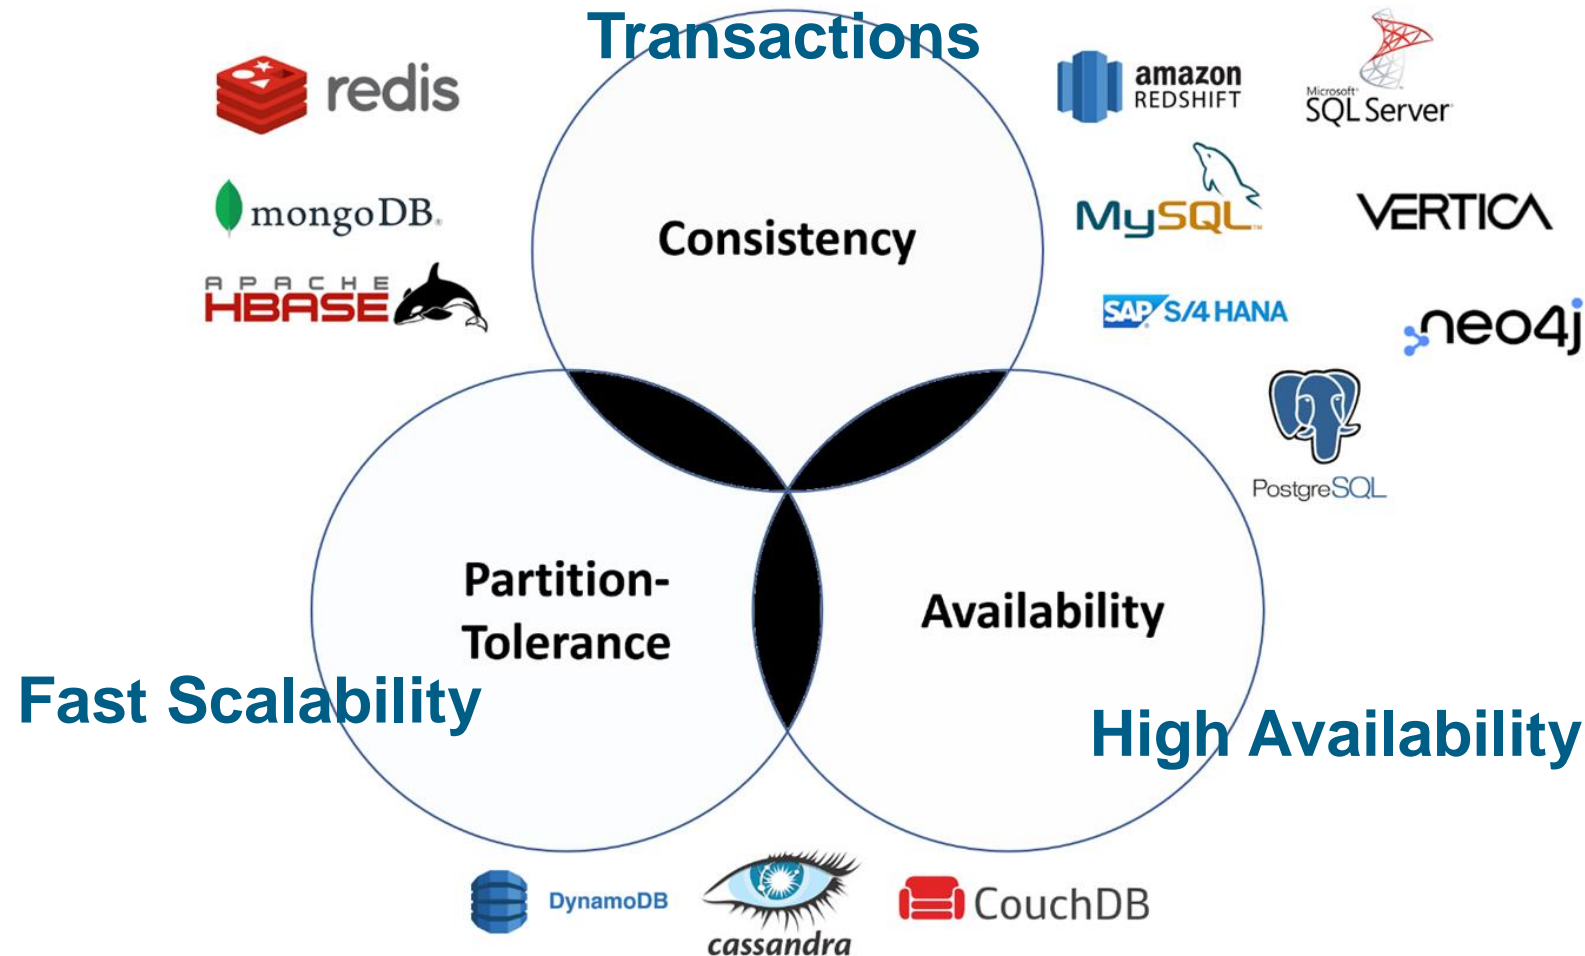 Transactions
redis
amazon
REDSHIFT
Microsoft®
SQL Server
mongoDB®
MySQL™
VERTICA
Consistency
APACHE
HBASE
SAP S/4 HANA
neo4j
PostgreSQL
Partition-
Tolerance
Availability
Fast Scalability
High Availability
DynamoDB
cassandra
CouchDB